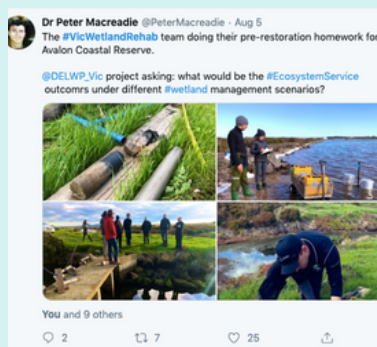 Dr Peter Macreadie @PeterMacreadie · Aug 5
The #VicWetlandRehab team doing their pre-restoration homework for
Avalon Coastal Reserve.
@DELWP_Vic project asking: what would be the #EcosystemService
outcomrs under different #wetland management scenarios?
You and 9 others
2 7 25